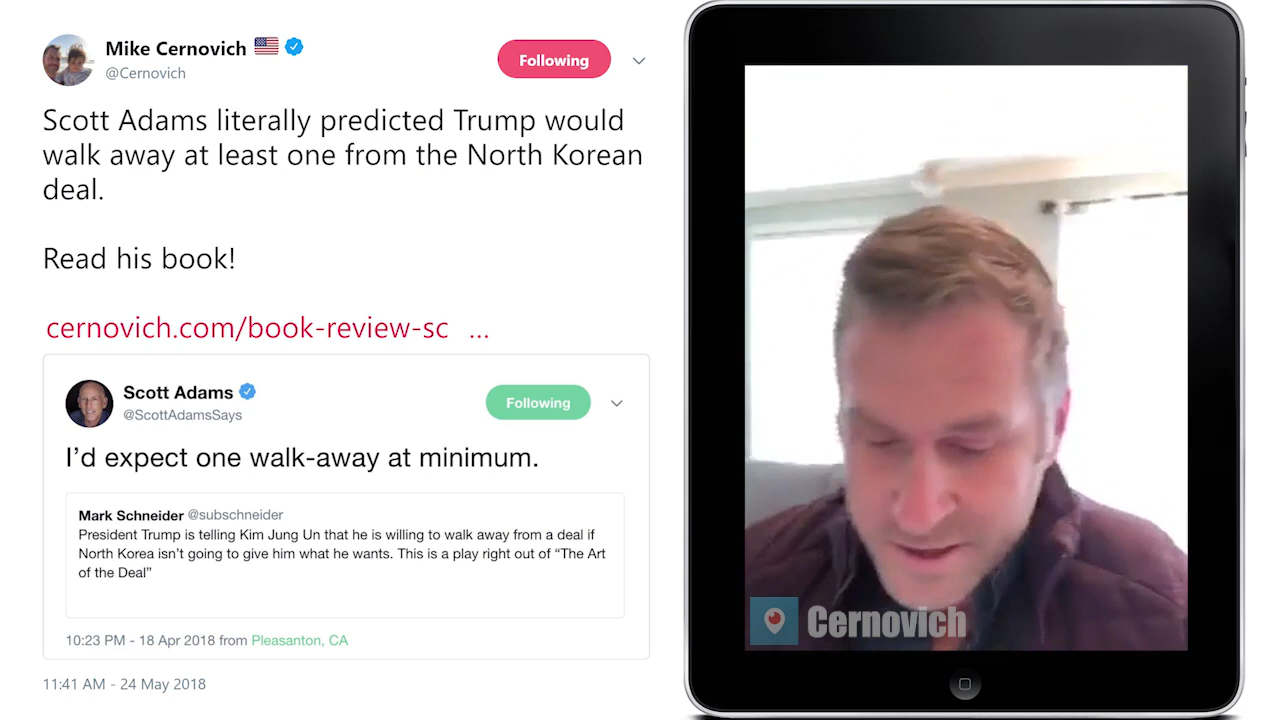 Mike Cernovich
@Cernovich
Following
Scott Adams literally predicted Trump would
walk away at least one from the North Korean
deal.
Read his book!
cernovich.com/book-review-sc ...
Scott Adams
@ScottAdamsSays
Following
I'd expect one walk-away at minimum.
Mark Schneider @subschneider
President Trump is telling Kim Jung Un that he is willing to walk away from a deal if
North Korea isn't going to give him what he wants. This is a play right out of “The Art
of the Deal”
10:23 PM - 18 Apr 2018 from Pleasanton, CA
11:41 AM - 24 May 2018
Cernovich